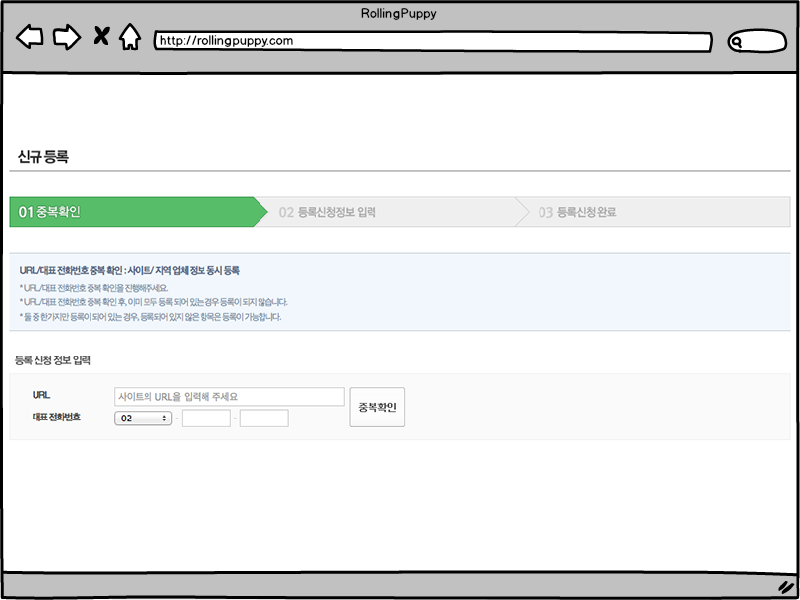 RollingPuppy
http://rollingpuppy.com
신규 등록
01 중복확인
02 등록신청정보 입력
03 등록신청 완료
URL/대표 전화번호 중복 확인 : 사이트/ 지역 업체 정보 동시 등록
* URL/대표 전화번호 중복 확인을 진행해주세요.
* URL/대표 전화번호 중복 확인 후, 이미 모두 등록 되어 있는 경우 등록이 되지 않습니다.
* 둘 중 한가지만 등록이 되어 있는 경우, 등록되어 있지 않은 항목은 등록이 가능합니다.
등록 신청 정보 입력
URL 사이트의 URL을 입력해 주세요
중복확인
대표 전화번호 02 - -